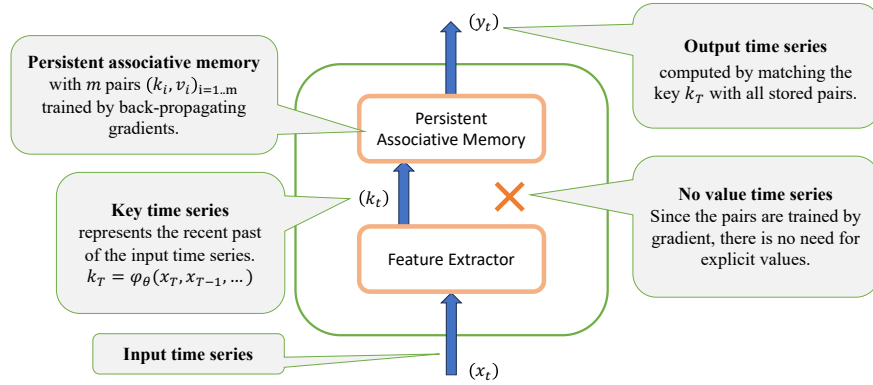 (y_t)
Output time series
computed by matching the
key k_T with all stored pairs.
Persistent associative memory
with m pairs (k_i, v_i)_{i=1..m}
trained by back-propagating
gradients.
Persistent
Associative Memory
(k_t)
No value time series
Since the pairs are trained by
gradient, there is no need for
explicit values.
Key time series
represents the recent past
of the input time series.
k_T = φ_θ(x_T, x_{T−1}, …)
Feature Extractor
Input time series
(x_t)